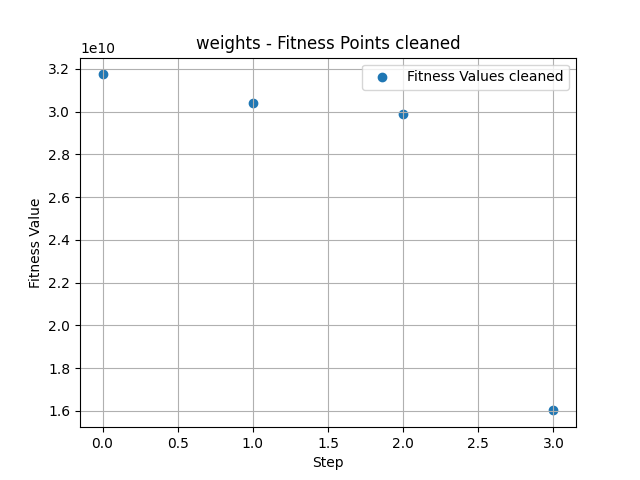 weights - Fitness Points cleaned
1e10
Fitness Values cleaned
3.2
3.0
2.8
2.6
2.4
2.2
2.0
1.8
1.6
Fitness Value
0.0 0.5 1.0 1.5 2.0 2.5 3.0
Step